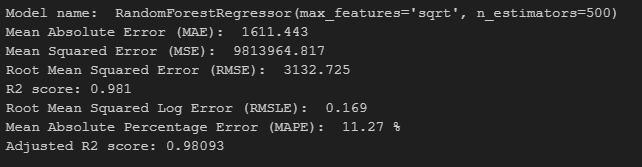 Model name:  RandomForestRegressor(max_features='sqrt', n_estimators=500)
Mean Absolute Error (MAE):  1611.443
Mean Squared Error (MSE):  9813964.817
Root Mean Squared Error (RMSE):  3132.725
R2 score: 0.981
Root Mean Squared Log Error (RMSLE):  0.169
Mean Absolute Percentage Error (MAPE):  11.27 %
Adjusted R2 score: 0.98093